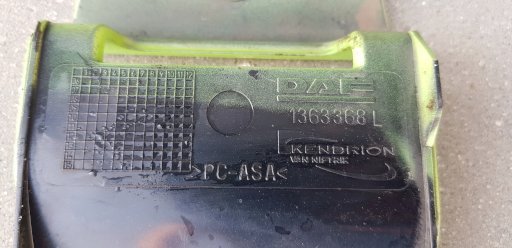 DAF
1363368 L
KENDRION
VAN NIFTRIK
>PC-ASA<